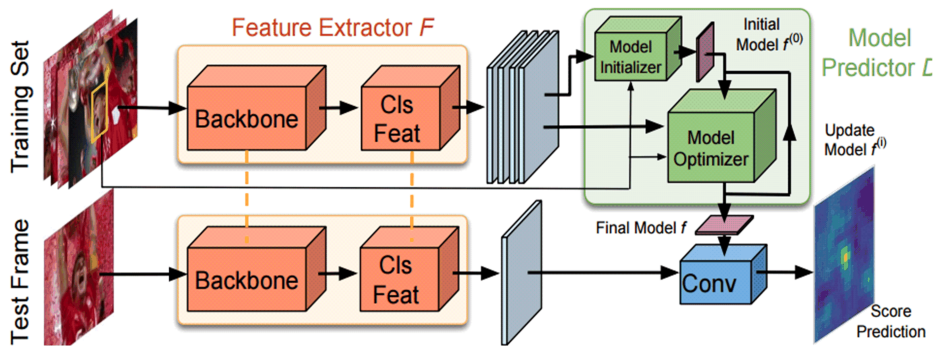 Feature Extractor F
Training Set
Backbone
Cls
Feat
Model
Initializer
Initial
Model f(0)
Model
Predictor D
Model
Optimizer
Update
Model f(i)
Final Model f
Test Frame
Backbone
Cls
Feat
Conv
Score
Prediction